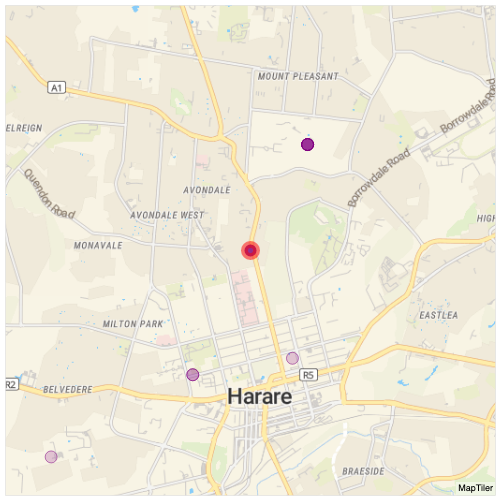 MOUNT PLEASANT
A1
Borrowdale Road
ELREIGN
Borrowdale Road
Quendon Road
AVONDALE
AVONDALE WEST
HIGH
MONAVALE
EASTLEA
MILTON PARK
R2
BELVEDERE
R5
Harare
BRAESIDE
MapTiler